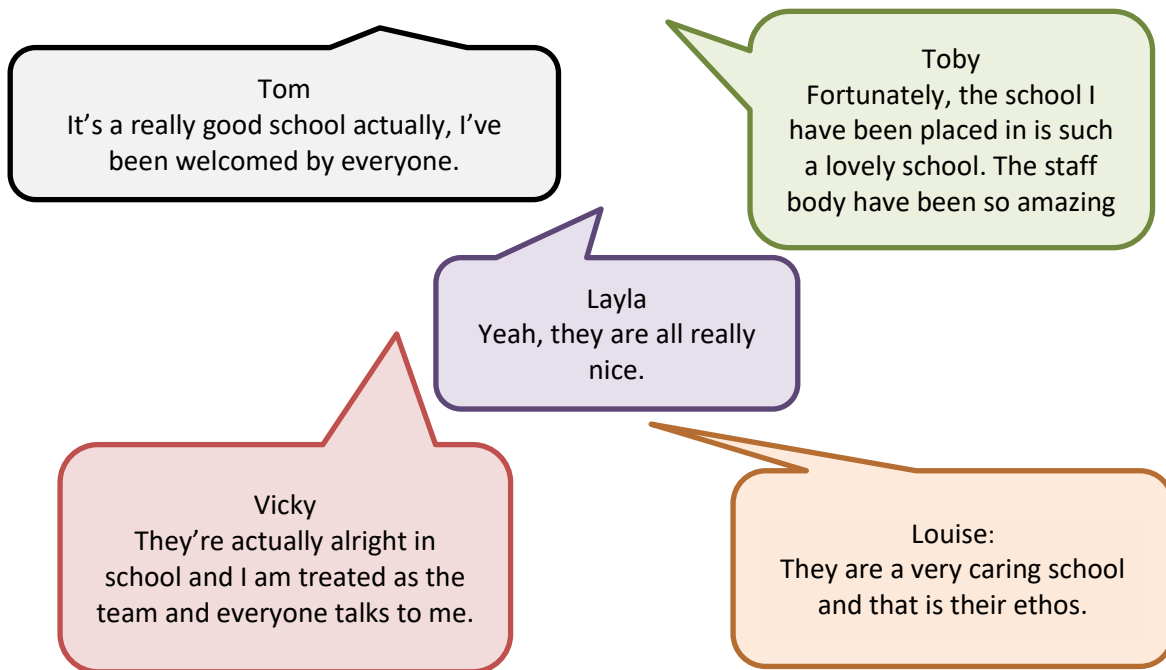 Tom
It’s a really good school actually, I’ve
been welcomed by everyone.
Toby
Fortunately, the school I
have been placed in is such
a lovely school. The staff
body have been so amazing
Layla
Yeah, they are all really
nice.
Vicky
They’re actually alright in
school and I am treated as the
team and everyone talks to me.
Louise:
They are a very caring school
and that is their ethos.